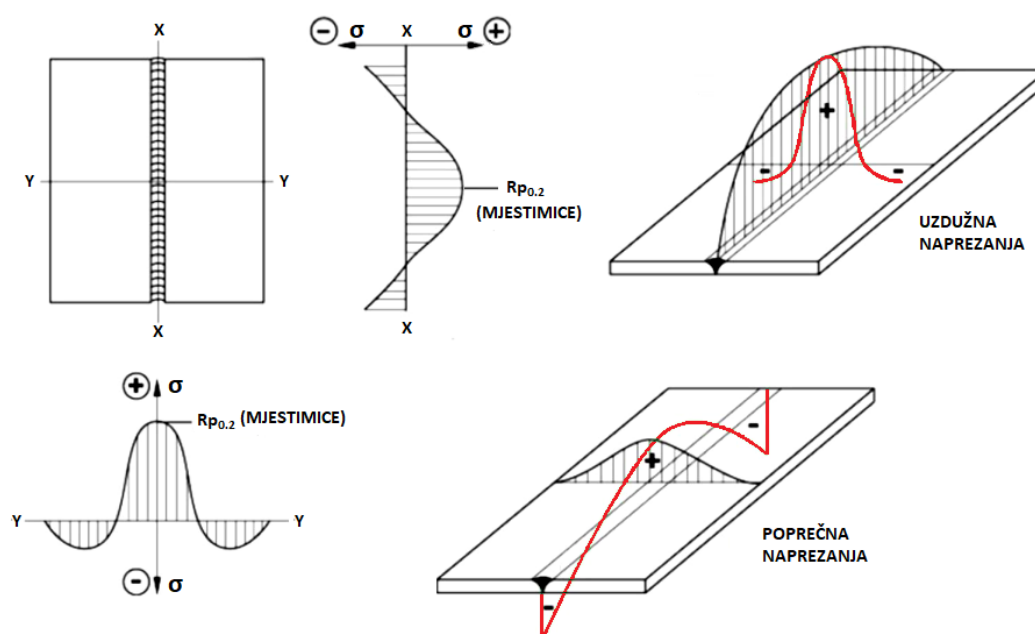 X
X
Y
Y
⊖ σ X σ ⊕
Rp0.2
(MJESTIMICE)
X
+
-
-
UZDUŽNA
NAPREZANJA
⊕ σ
Rp0.2 (MJESTIMICE)
Y
Y
⊖ σ
-
+
-
POPREČNA
NAPREZANJA